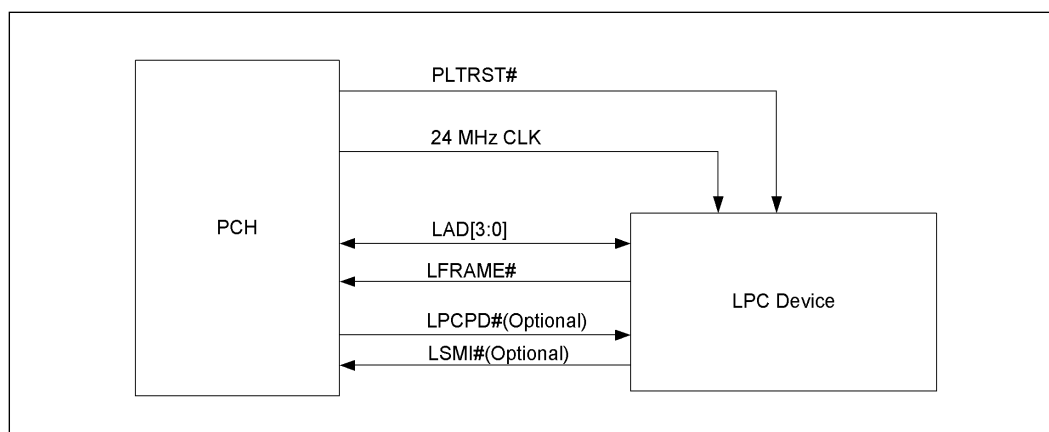 PLTRST#
24 MHz CLK
PCH
LAD[3:0]
LFRAME#
LPC Device
LPCPD#(Optional)
LSMI#(Optional)